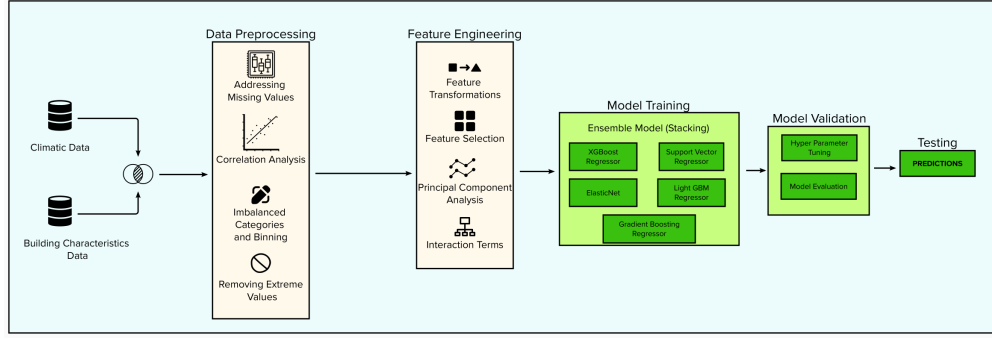 Climatic Data
Building Characteristics
Data
Data Preprocessing
Addressing
Missing Values
Correlation Analysis
Imbalanced
Categories
and Binning
Removing Extreme
Values
Feature Engineering
Feature
Transformations
Feature Selection
Principal Component
Analysis
Interaction Terms
Model Training
Ensemble Model (Stacking)
XGBoost
Regressor
Support Vector
Regressor
ElasticNet
Light GBM
Regressor
Gradient Boosting
Regressor
Model Validation
Hyper Parameter
Tuning
Model Evaluation
Testing
PREDICTIONS